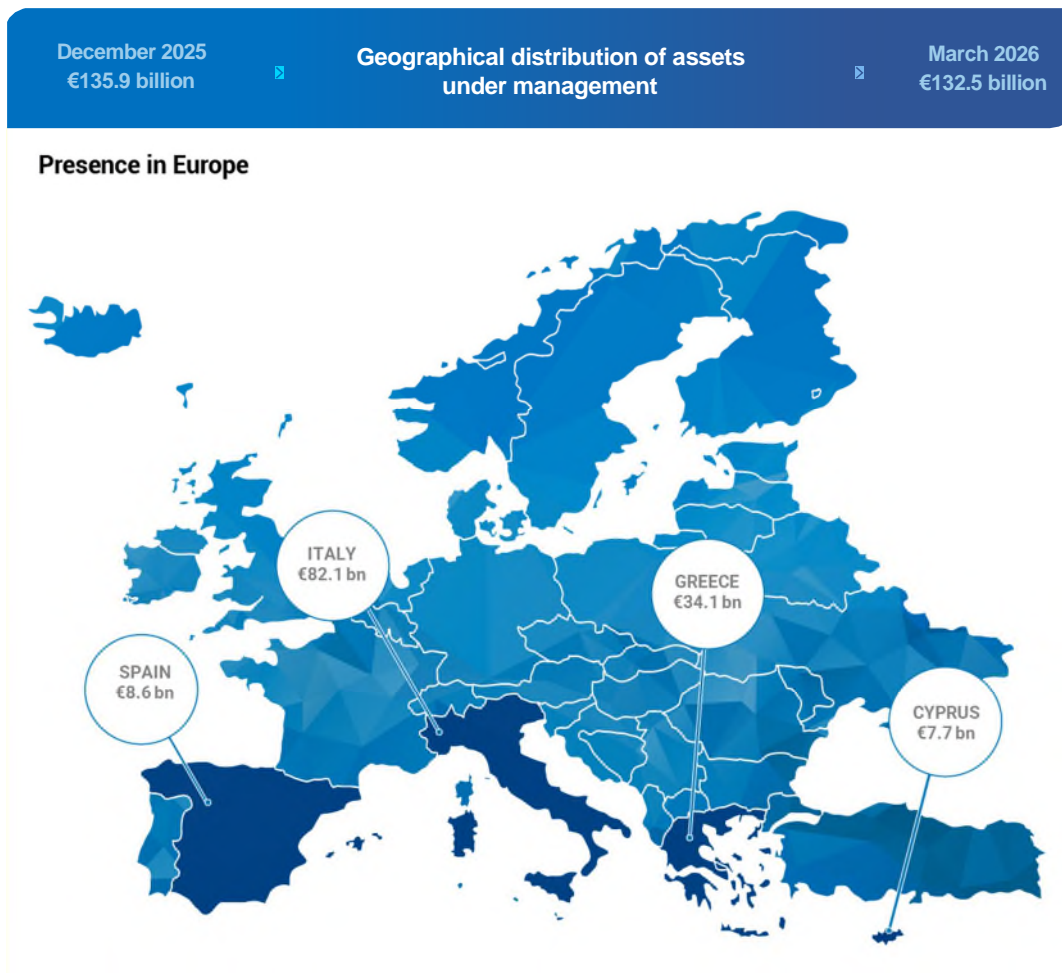 December 2025
€135.9 billion
Geographical distribution of assets
under management
March 2026
€132.5 billion
Presence in Europe
ITALY
€82.1 bn
GREECE
€34.1 bn
SPAIN
€8.6 bn
CYPRUS
€7.7 bn